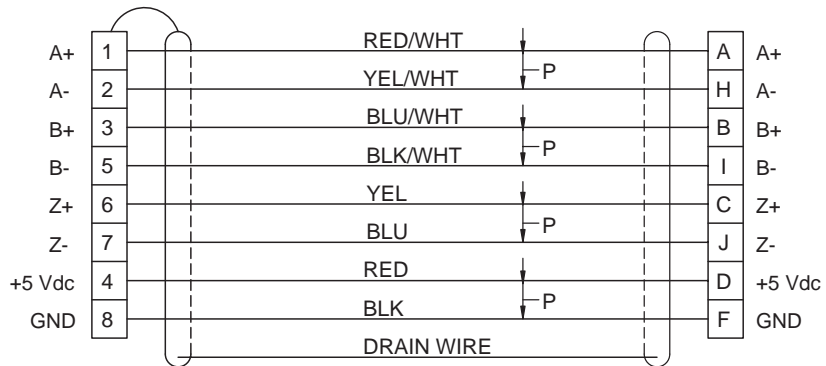 A+ 1 RED/WHT A A+
A- 2 YEL/WHT P H A-
B+ 3 BLU/WHT B B+
B- 5 BLK/WHT P I B-
Z+ 6 YEL C Z+
Z- 7 BLU P J Z-
+5 Vdc 4 RED D +5 Vdc
GND 8 BLK P F GND
DRAIN WIRE